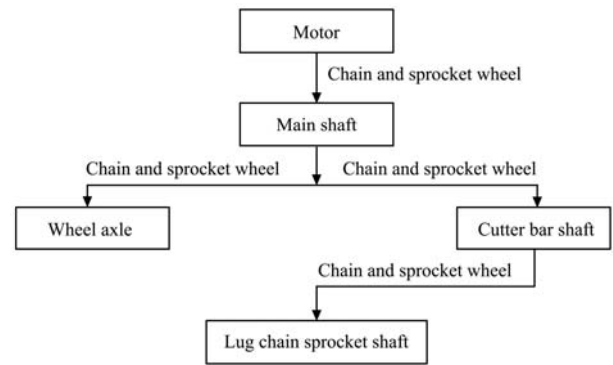 Motor
Chain and sprocket wheel
Main shaft
Chain and sprocket wheel
Chain and sprocket wheel
Wheel axle
Cutter bar shaft
Chain and sprocket wheel
Lug chain sprocket shaft